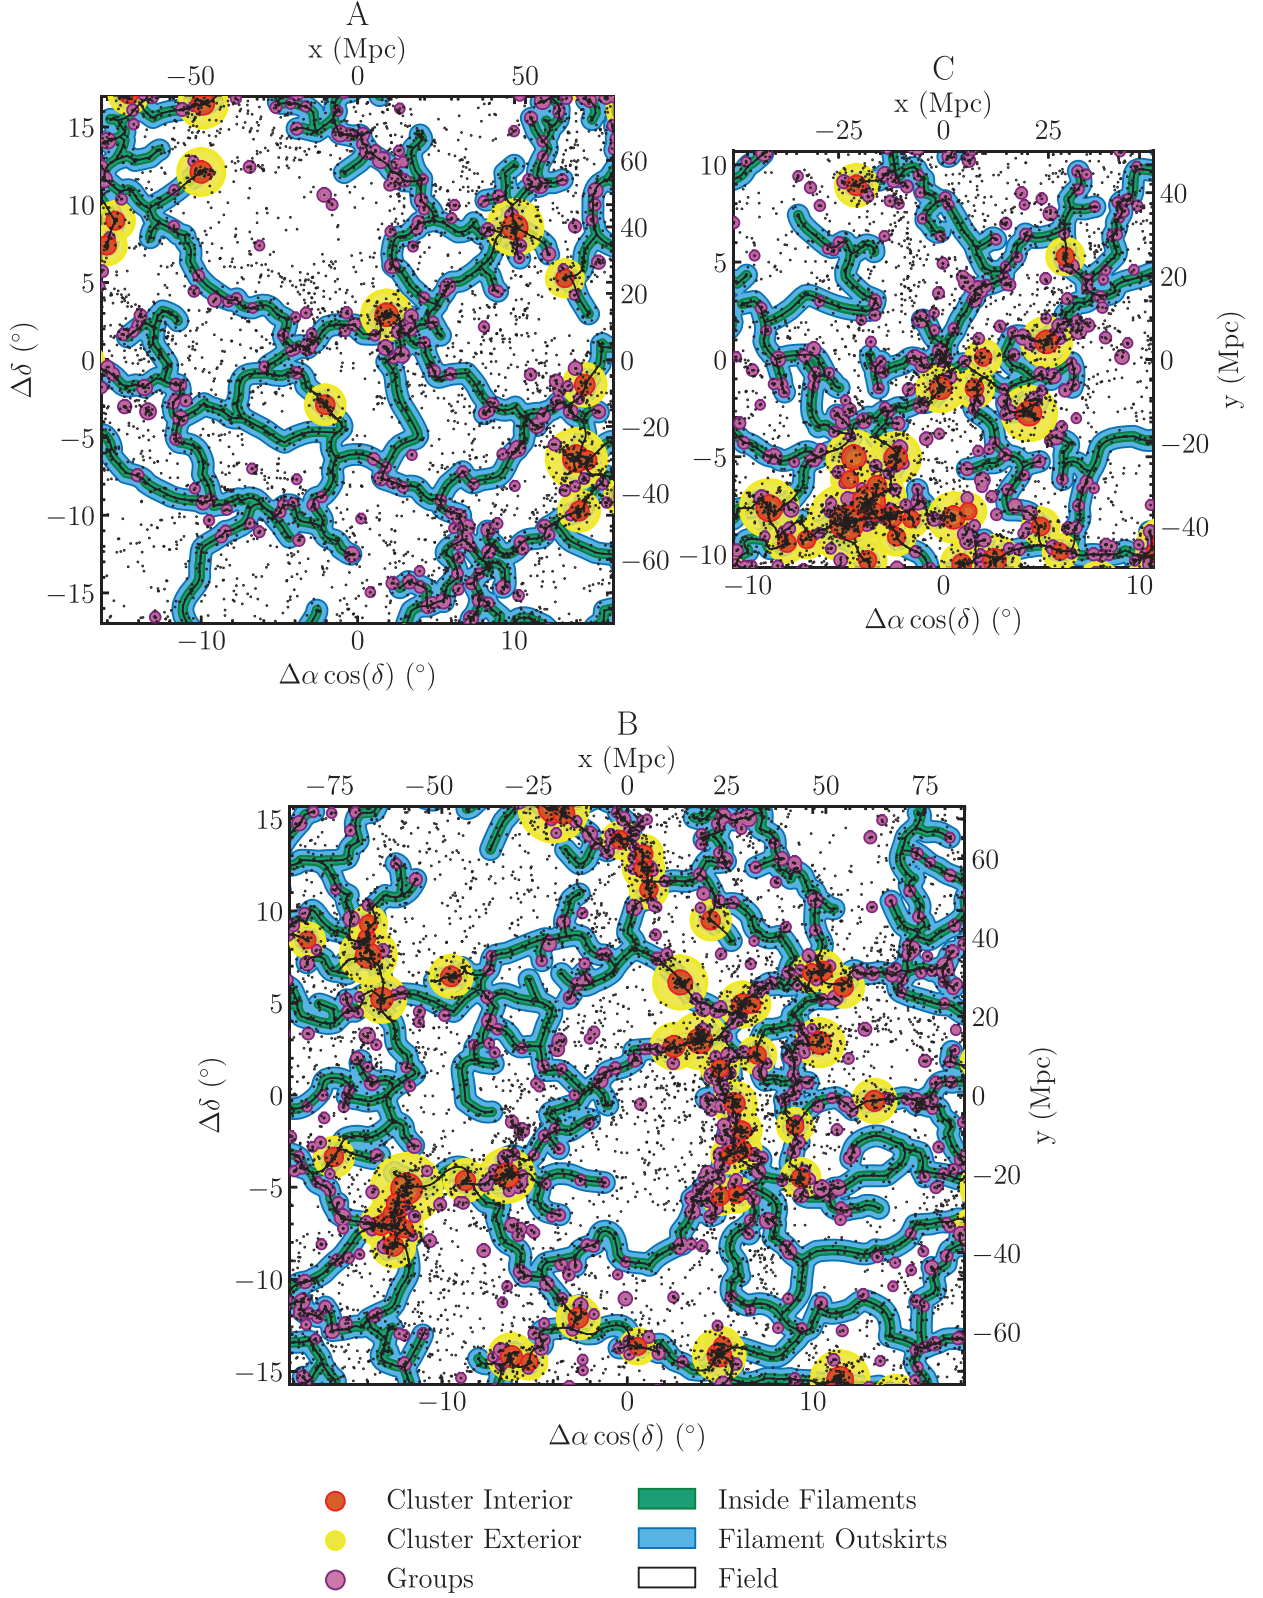 A
x (Mpc)
−50 0 50
15
10
5
0
−5
−10
−15
Δδ (°)
60
40
20
0
−20
−40
−60
−10 0 10
Δα cos(δ) (°)
C
x (Mpc)
−25 0 25
10
5
0
−5
−10
40
20
0
−20
−40
y (Mpc)
−10 0 10
Δα cos(δ) (°)
B
x (Mpc)
−75 −50 −25 0 25 50 75
15
10
5
0
−5
−10
−15
Δδ (°)
60
40
20
0
−20
−40
−60
y (Mpc)
−10 0 10
Δα cos(δ) (°)
Cluster Interior
Cluster Exterior
Groups
Inside Filaments
Filament Outskirts
Field